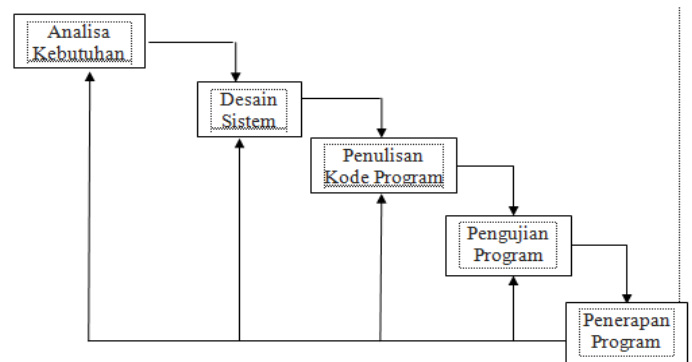 Analisa
Kebutuhan
Desain
Sistem
Penulisan
Kode Program
Pengujian
Program
Penerapan
Program